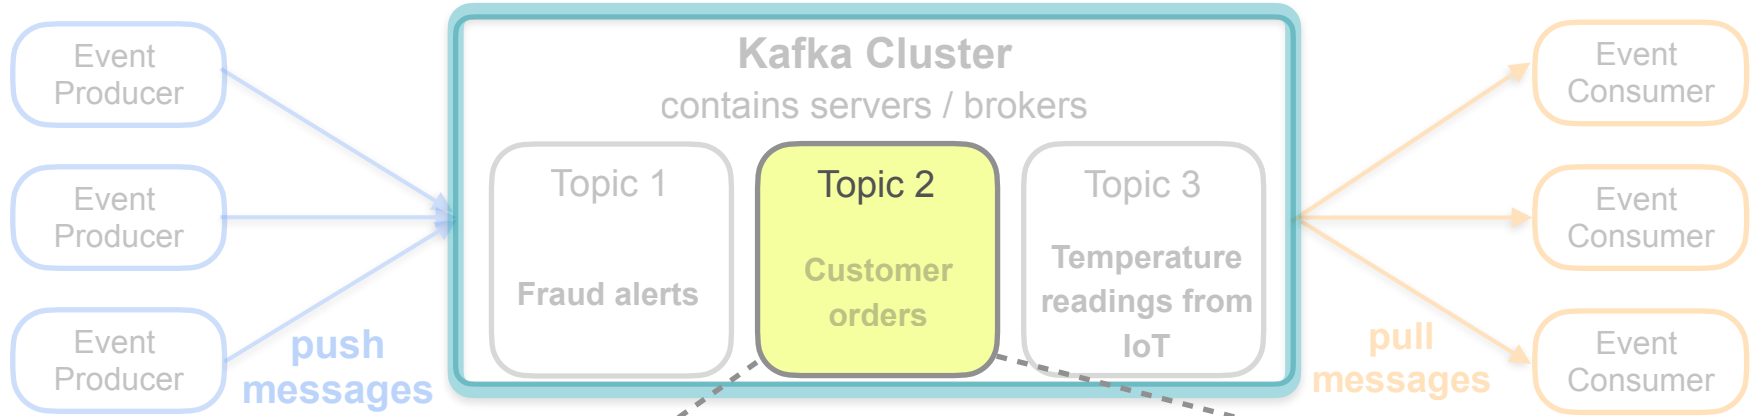 Event
Producer
Event
Producer
Event
Producer
push
messages
Kafka Cluster
contains servers / brokers
Topic 1
Fraud alerts
Topic 2
Customer
orders
Topic 3
Temperature
readings from
IoT
pull
messages
Event
Consumer
Event
Consumer
Event
Consumer